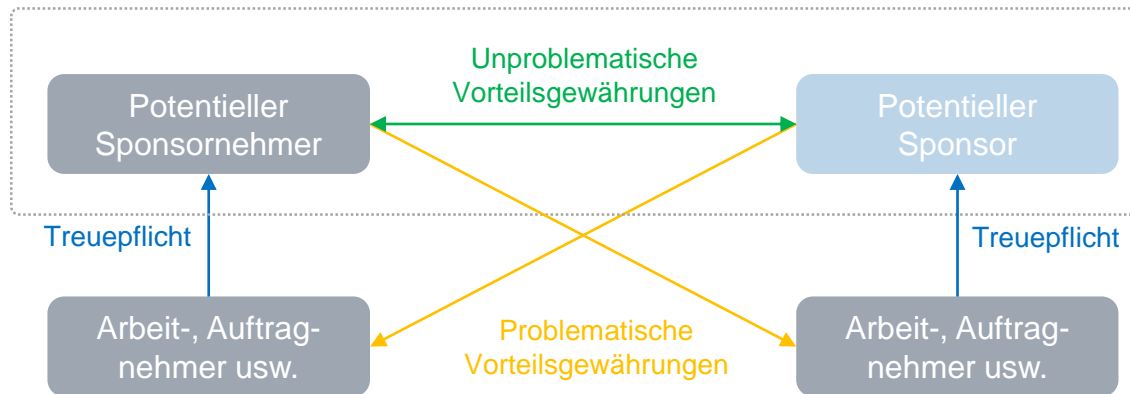 Unproblematische
Vorteilsgewährungen
Potentieller
Sponsornehmer
Potentieller
Sponsor
Treuepflicht
Treuepflicht
Arbeit-, Auftrag-
nehmer usw.
Problematische
Vorteilsgewährungen
Arbeit-, Auftrag-
nehmer usw.